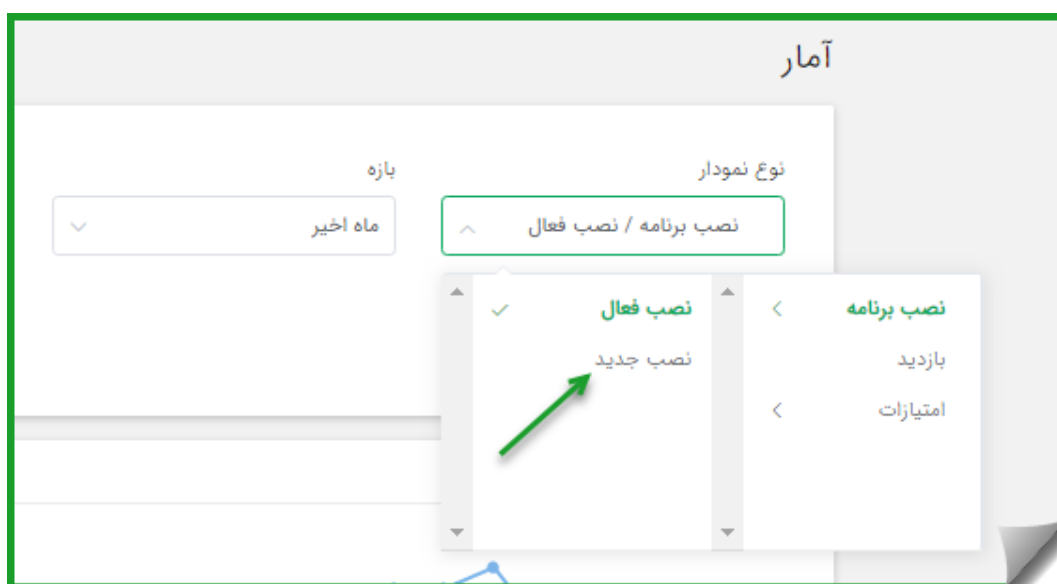 آمار
نوع نمودار
بازه
نصب برنامه / نصب فعال
ماه اخیر
نصب برنامه
نصب فعال
بازدید
نصب جدید
امتیازات